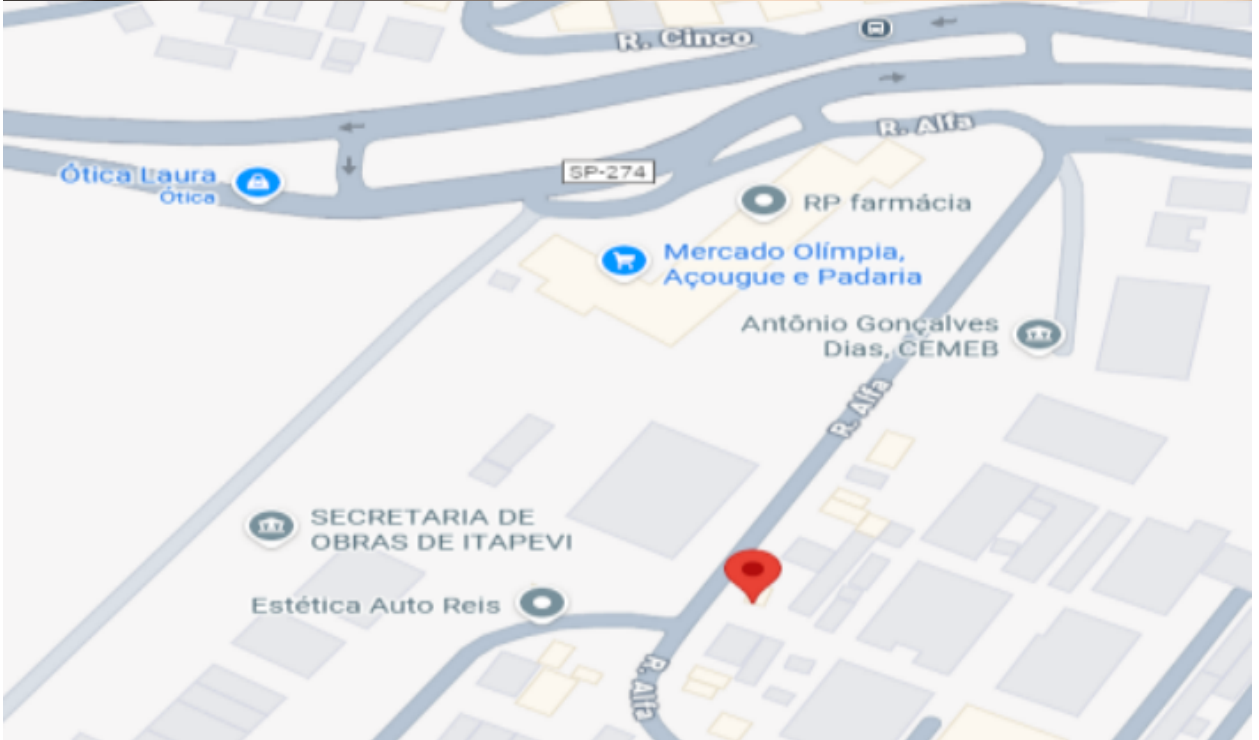 R. Cinco
R. Alfa
Ótica Laura
Ótica
SP-274
RP farmácia
Mercado Olímpia,
Açougue e Padaria
Antônio Gonçalves
Dias, CEMEB
R. Alfa
SECRETARIA DE
OBRAS DE ITAPEVI
Estética Auto Reis
R. Alfa